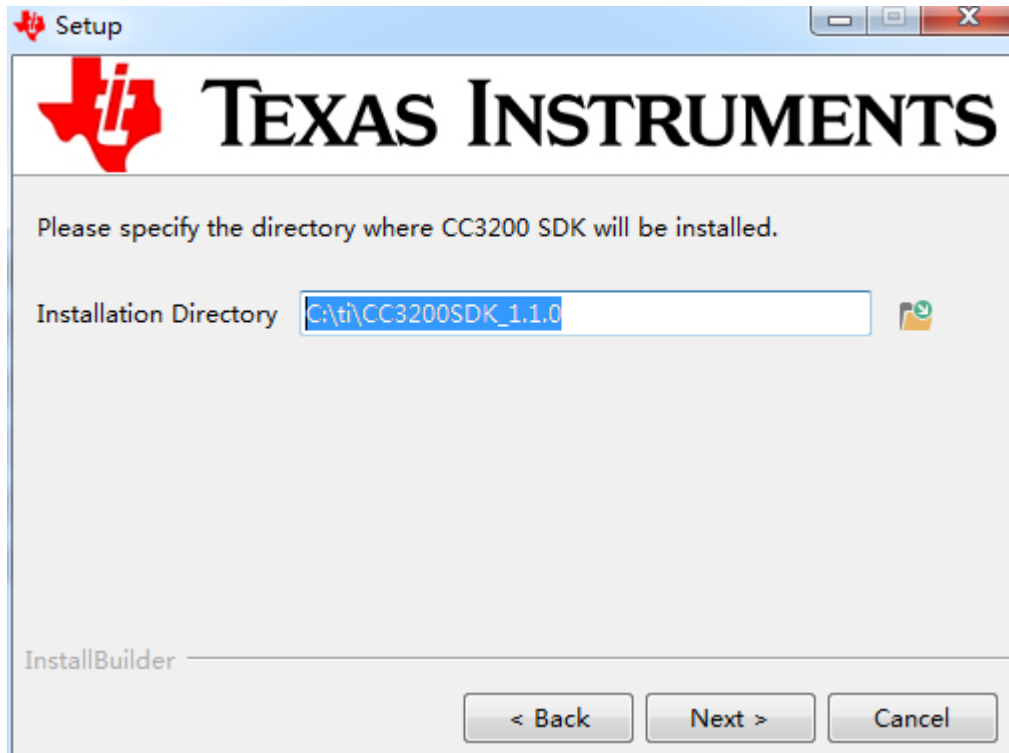 Setup
TEXAS INSTRUMENTS
Please specify the directory where CC3200 SDK will be installed.
Installation Directory C:\ti\CC3200SDK_1.1.0
InstallBuilder
< Back Next > Cancel